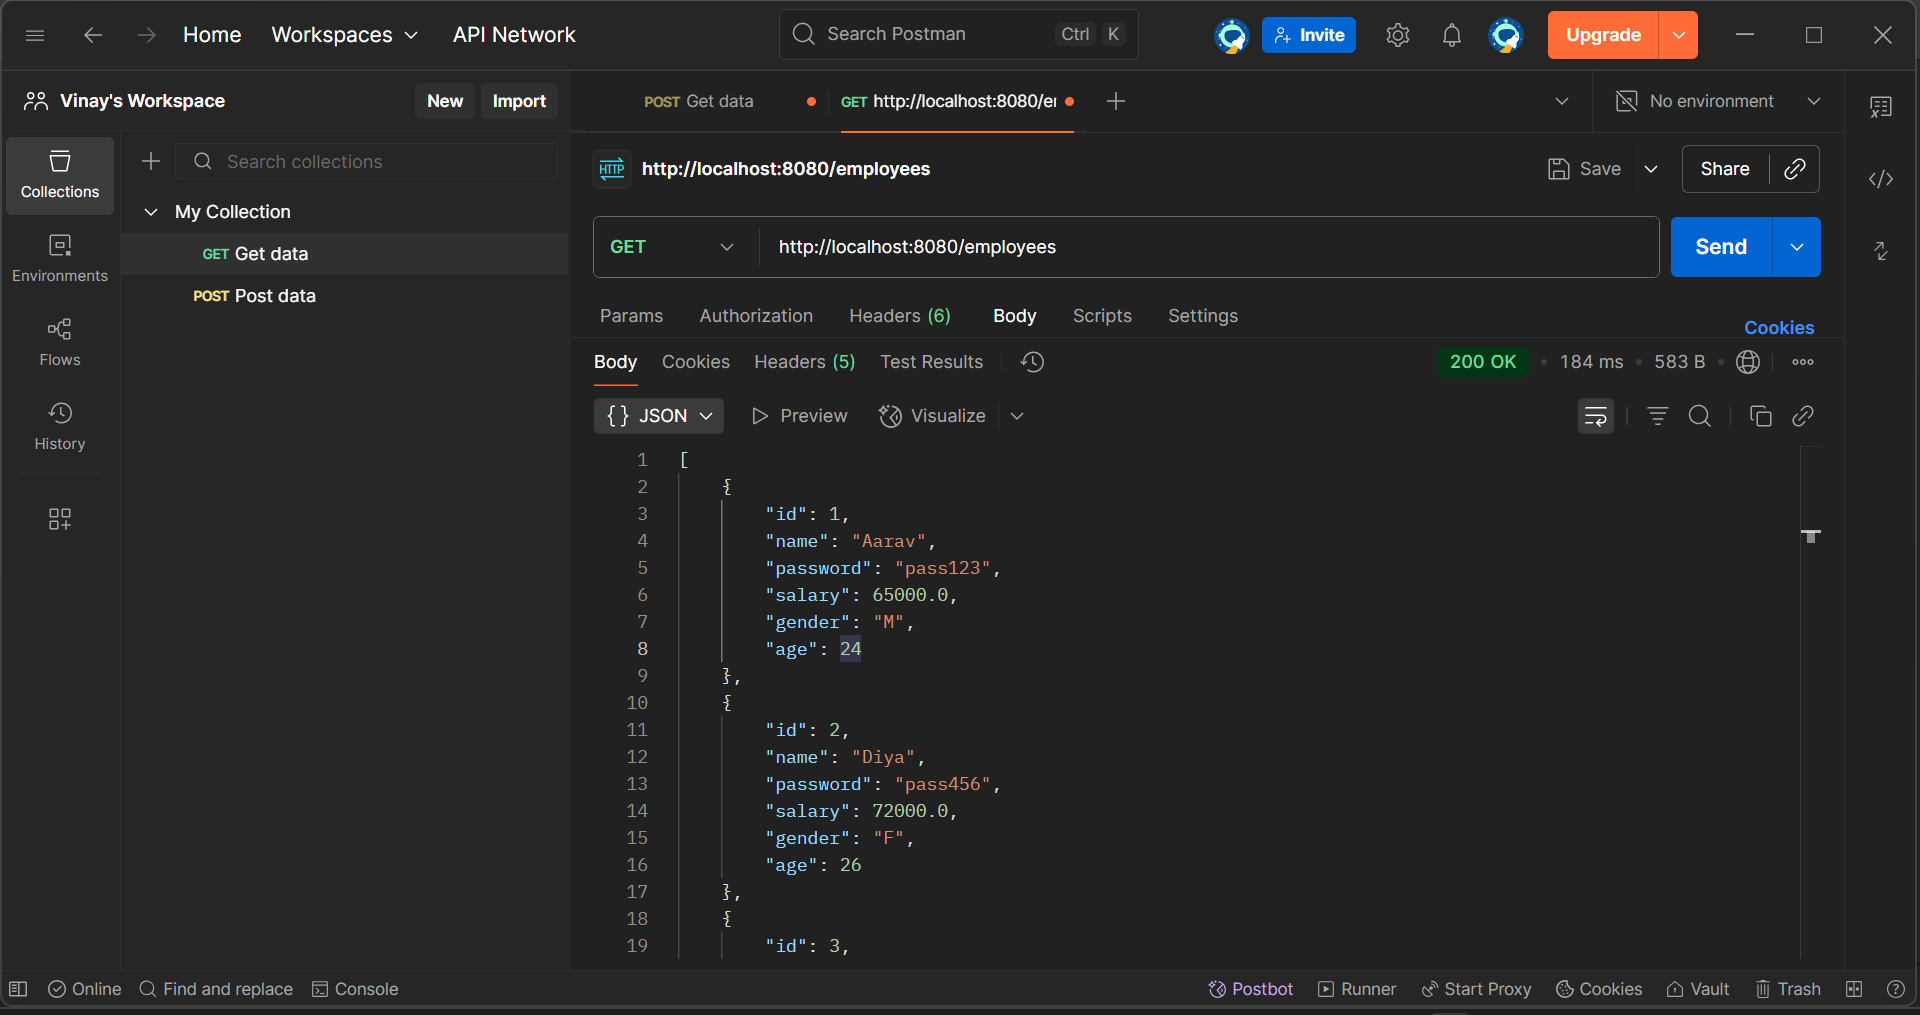 Home
Workspaces
API Network
Search Postman
Ctrl K
Invite
Upgrade
Vinay's Workspace
New
Import
POST Get data
GET http://localhost:8080/e
No environment
Collections
Search collections
HTTP http://localhost:8080/employees
Save
Share
My Collection
GET Get data
POST Post data
Environments
Flows
History
GET http://localhost:8080/employees
Send
Params Authorization Headers (6) Body Scripts Settings
Cookies
Body Cookies Headers (5) Test Results
200 OK • 184 ms • 583 B •
{} JSON Preview Visualize
1 [
2 {
3 "id": 1,
4 "name": "Aarav",
5 "password": "pass123",
6 "salary": 65000.0,
7 "gender": "M",
8 "age": 24
9 },
10 {
11 "id": 2,
12 "name": "Diya",
13 "password": "pass456",
14 "salary": 72000.0,
15 "gender": "F",
16 "age": 26
17 },
18 {
19 "id": 3,
Online Find and replace Console Postbot Runner Start Proxy Cookies Vault Trash